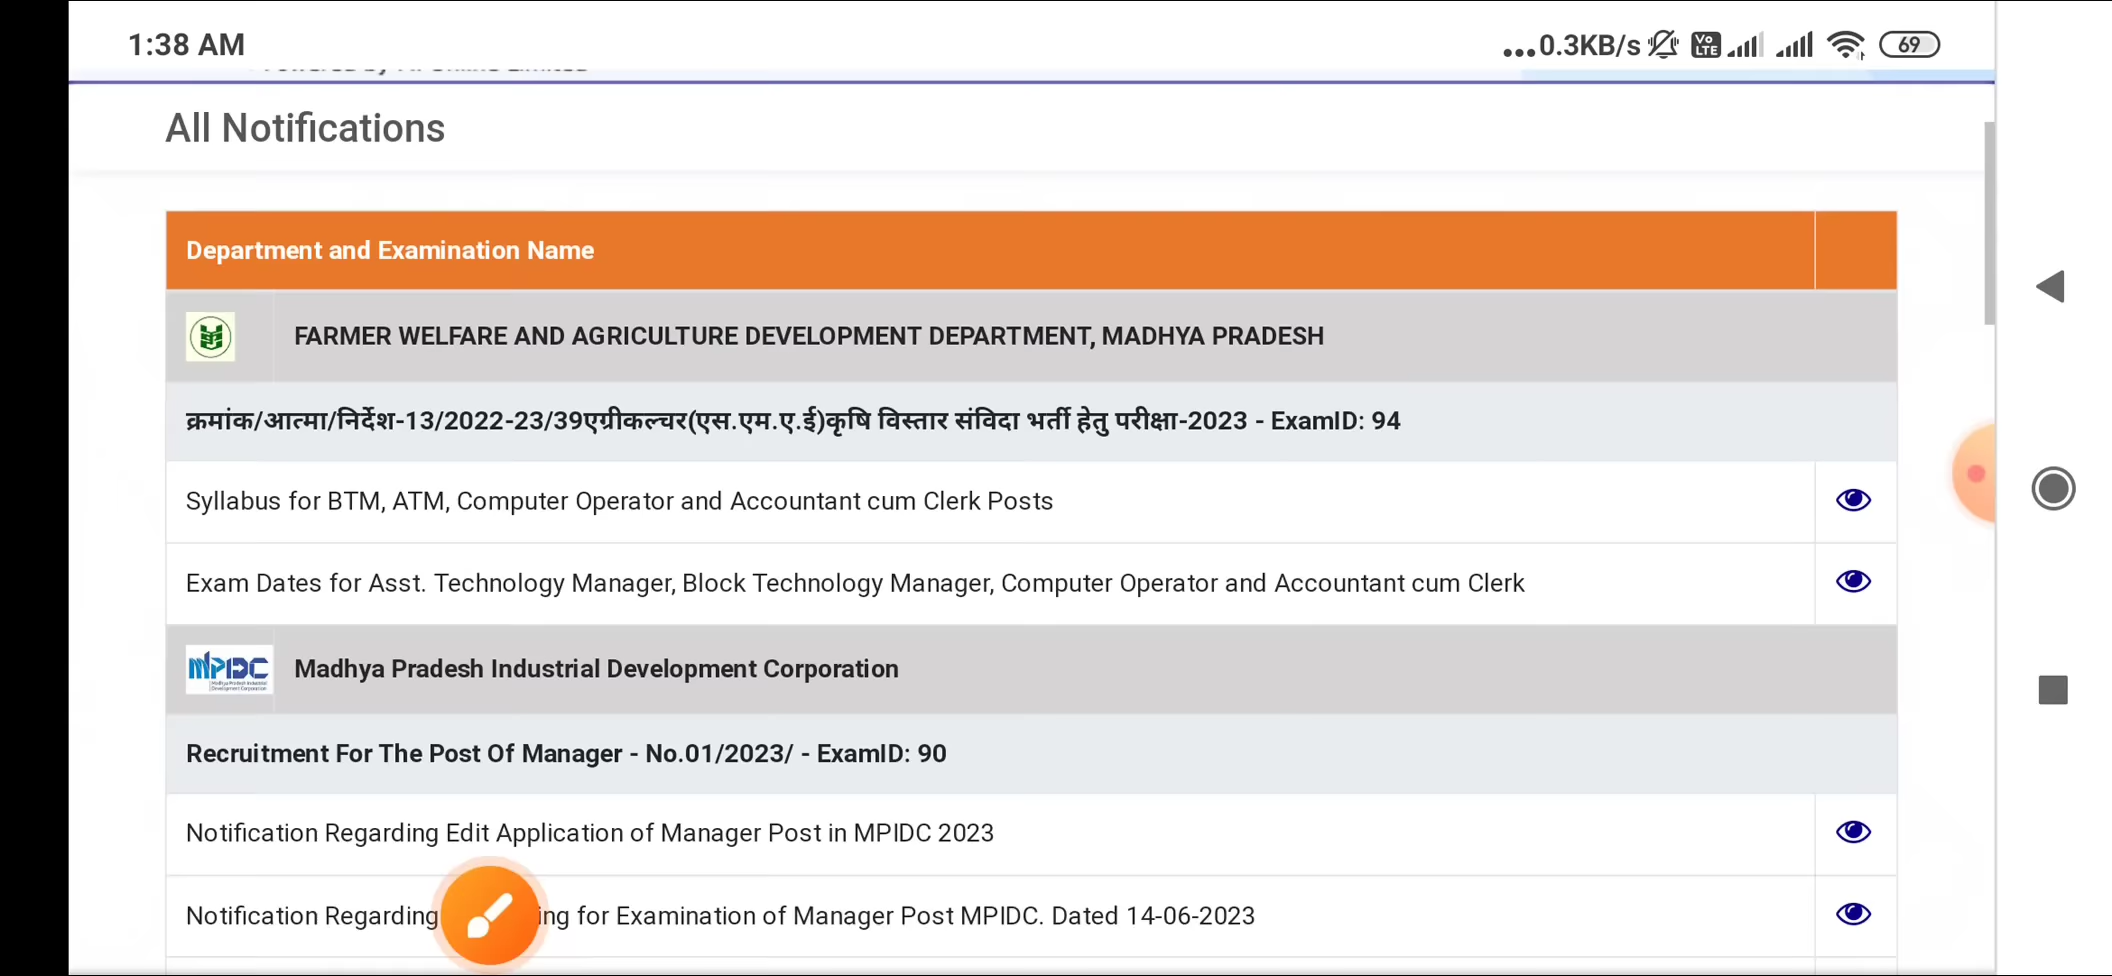 1:38 AM
...0.3KB/s Vo LTE 69
All Notifications
Department and Examination Name
FARMER WELFARE AND AGRICULTURE DEVELOPMENT DEPARTMENT, MADHYA PRADESH
क्रमांक/आत्मा/निर्देश-13/2022-23/39एग्रीकल्चर(एस.एम.ए.ई)कृषि विस्तार संविदा भर्ती हेतु परीक्षा-2023 - ExamID: 94
Syllabus for BTM, ATM, Computer Operator and Accountant cum Clerk Posts
Exam Dates for Asst. Technology Manager, Block Technology Manager, Computer Operator and Accountant cum Clerk
MPIDC
Madhya Pradesh Industrial Development Corporation
Recruitment For The Post Of Manager - No.01/2023/ - ExamID: 90
Notification Regarding Edit Application of Manager Post in MPIDC 2023
Notification Regarding ing for Examination of Manager Post MPIDC. Dated 14-06-2023